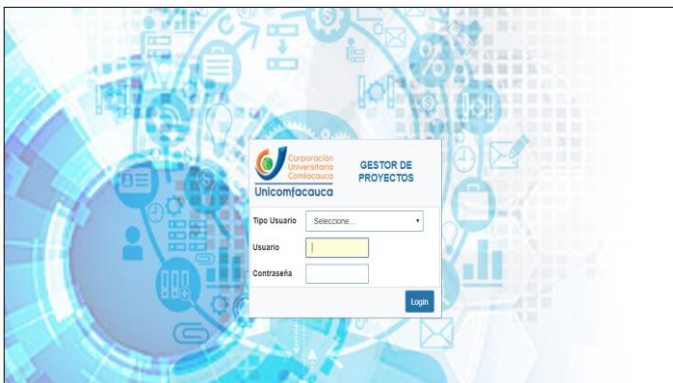 Corporación
Universitaria
Comfacauca
Unicomfacauca
GESTOR DE
PROYECTOS
Tipo Usuario Seleccione...
Usuario
Contraseña
Login